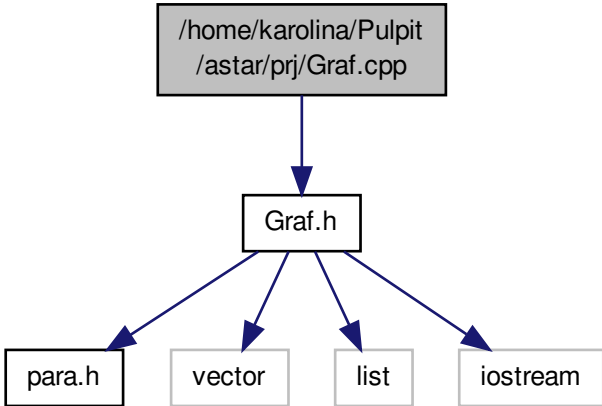 /home/karolina/Pulpit
/astar/prj/Graf.cpp
Graf.h
para.h
vector
list
iostream